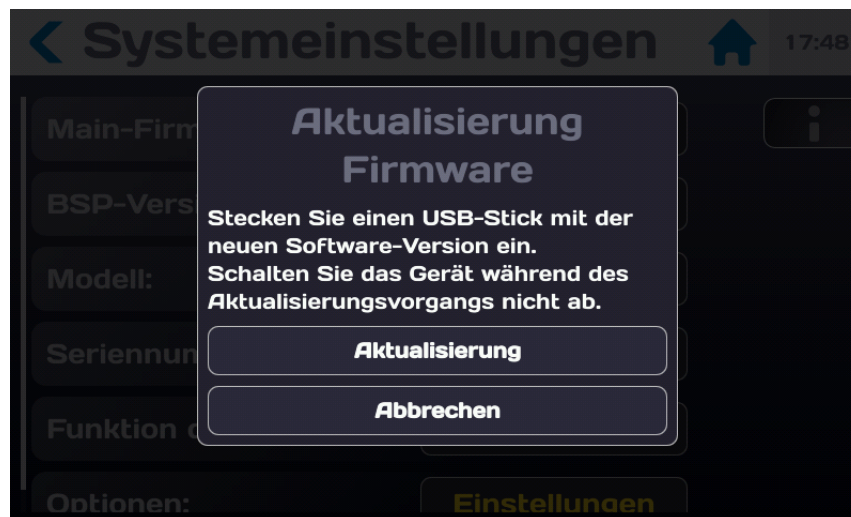 Systemeinstellungen
17:48
Aktualisierung
Firmware
Stecken Sie einen USB-Stick mit der
neuen Software-Version ein.
Schalten Sie das Gerät während des
Aktualisierungsvorgangs nicht ab.
Aktualisierung
Abbrechen
Main-Firm
BSP-Versi
Modell:
Seriennum
Funktion
Optionen:
Einstellungen